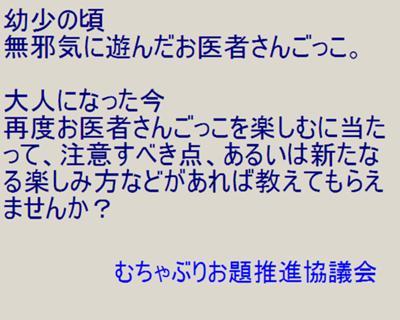 幼少の頃
無邪気に遊んだお医者さんごっこ。
大人になった今
再度お医者さんごっこを楽しむに当た
って、注意すべき点、あるいは新たな
る楽しみ方などがあれば教えてもらえ
ませんか？
むちゃぶりお題推進協議会